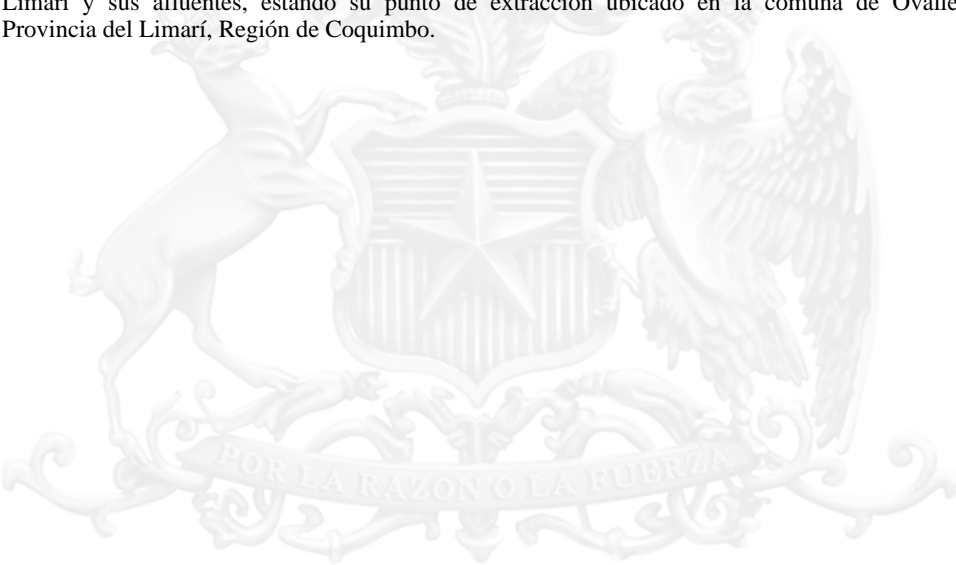 Limarí y sus afluentes, estando su punto de extracción ubicado en la comuna de Ovalle
Provincia del Limarí, Región de Coquimbo.
POR LA RAZON O LA FUERZA